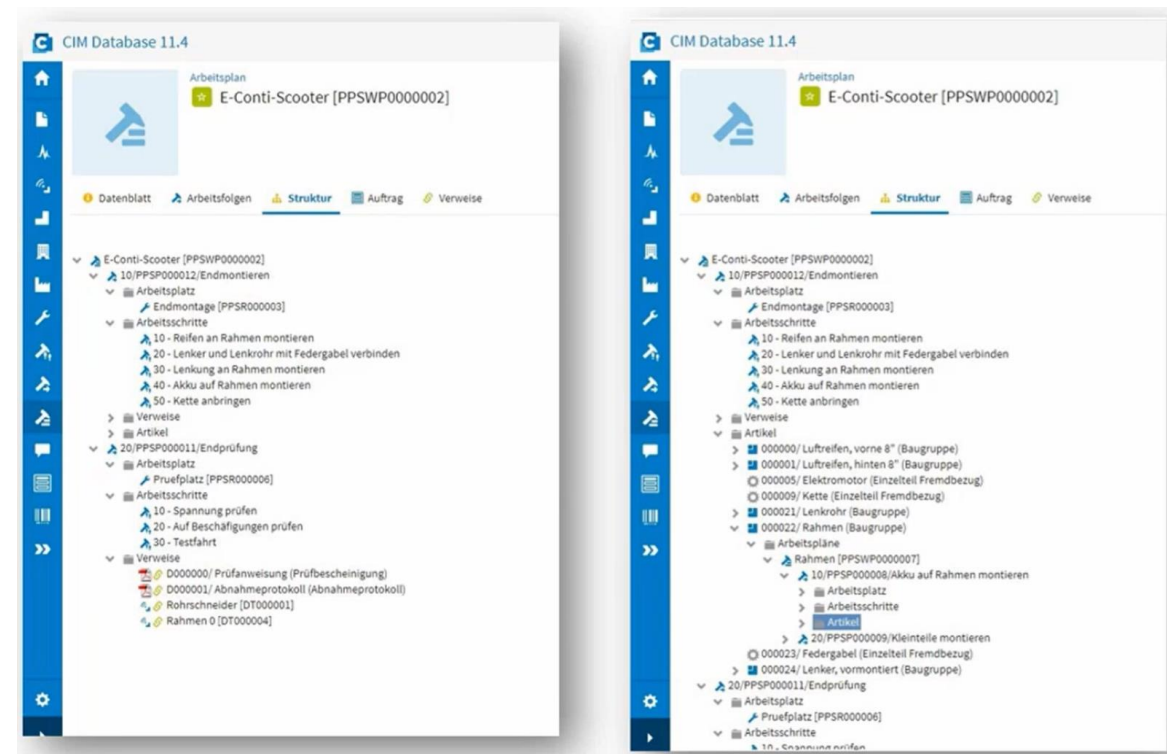 CIM Database 11.4
Arbeitsplan
E-Conti-Scooter [PPSWP0000002]
Datenblatt Arbeitsfolgen Struktur Auftrag Verweise
E-Conti-Scooter [PPSWP0000002]
10/PPSP000012/Endmontieren
Arbeitsplatz
Endmontage [PPSR000003]
Arbeitsschritte
10 - Reifen an Rahmen montieren
20 - Lenker und Lenkrohr mit Federgabel verbinden
30 - Lenkung an Rahmen montieren
40 - Akku auf Rahmen montieren
50 - Kette anbringen
Verweise
Artikel
20/PPSP000011/Endprüfung
Arbeitsplatz
Pruefplatz [PPSR000006]
Arbeitsschritte
10 - Spannung prüfen
20 - Auf Beschäfigungen prüfen
30 - Testfahrt
Verweise
D000000/ Prüfanweisung (Prüfbescheinigung)
D000001/ Abnahmeprotokoll (Abnahmeprotokoll)
Rohrschneider [DT000001]
Rahmen 0 [DT000004]
CIM Database 11.4
Arbeitsplan
E-Conti-Scooter [PPSWP0000002]
Datenblatt Arbeitsfolgen Struktur Auftrag Verweise
E-Conti-Scooter [PPSWP0000002]
10/PPSP000012/Endmontieren
Arbeitsplatz
Endmontage [PPSR000003]
Arbeitsschritte
10 - Reifen an Rahmen montieren
20 - Lenker und Lenkrohr mit Federgabel verbinden
30 - Lenkung an Rahmen montieren
40 - Akku auf Rahmen montieren
50 - Kette anbringen
Verweise
Artikel
000000/ Luftreifen, vorne 8" (Baugruppe)
000001/ Luftreifen, hinten 8" (Baugruppe)
000005/ Elektromotor (Einzelteil Fremdbezug)
000009/ Kette (Einzelteil Fremdbezug)
000021/ Lenkrohr (Baugruppe)
000022/ Rahmen (Baugruppe)
Arbeitspläne
Rahmen [PPSWP0000007]
10/PPSP000008/Akku auf Rahmen montieren
Arbeitsplatz
Arbeitsschritte
Artikel
20/PPSP000009/Kleinteile montieren
000023/ Federgabel (Einzelteil Fremdbezug)
000024/ Lenker, vormontiert (Baugruppe)
20/PPSP000011/Endprüfung
Arbeitsplatz
Pruefplatz [PPSR000006]
Arbeitsschritte
10 - Spannung prüfen